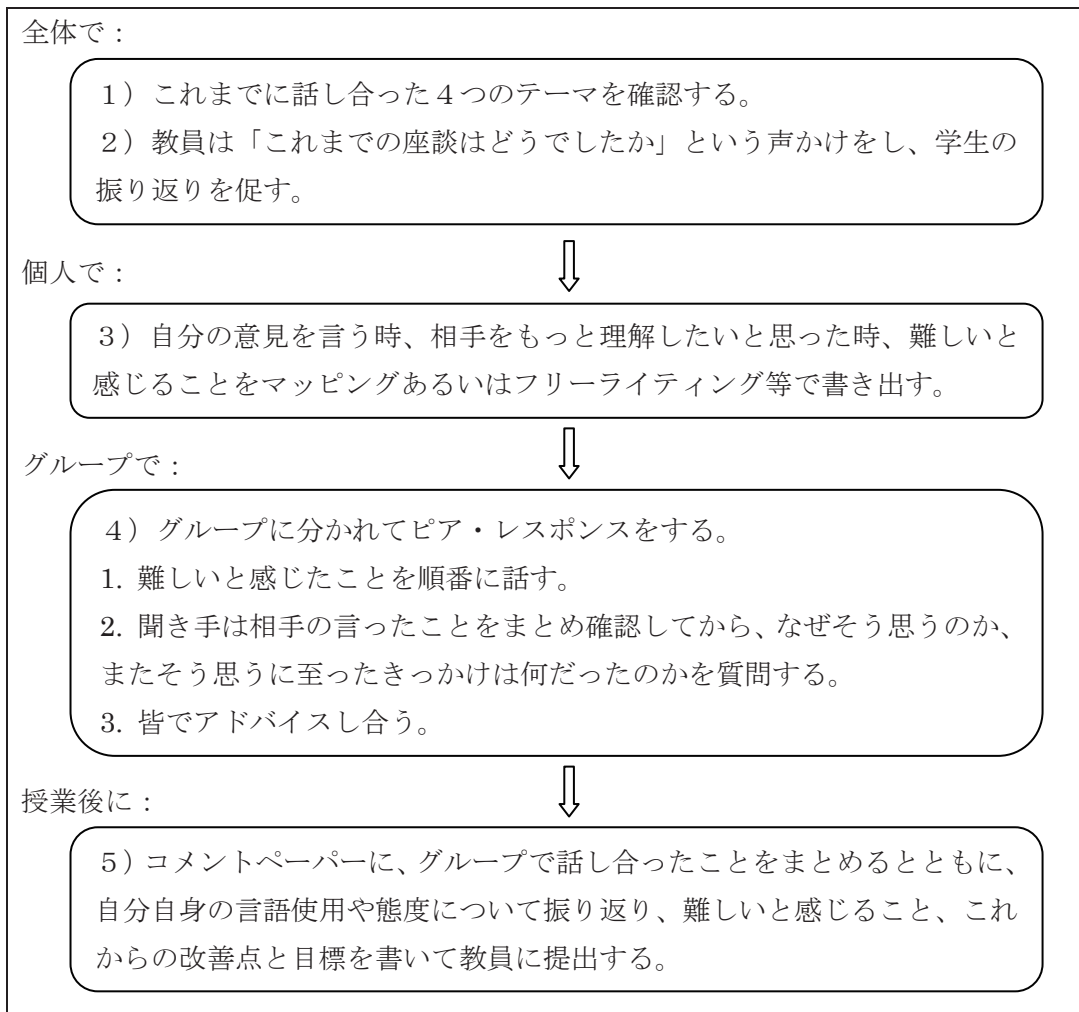 全体で：
１）これまでに話し合った４つのテーマを確認する。
２）教員は「これまでの座談はどうでしたか」という声かけをし、学生の
振り返りを促す。
個人で：
３）自分の意見を言う時、相手をもっと理解したいと思った時、難しいと
感じることをマッピングあるいはフリーライティング等で書き出す。
グループで：
４）グループに分かれてピア・レスポンスをする。
1. 難しいと感じたことを順番に話す。
2. 聞き手は相手の言ったことをまとめ確認してから、なぜそう思うのか、
またそう思うに至ったきっかけは何だったのかを質問する。
3. 皆でアドバイスし合う。
授業後に：
５）コメントペーパーに、グループで話し合ったことをまとめるとともに、
自分自身の言語使用や態度について振り返り、難しいと感じること、これ
からの改善点と目標を書いて教員に提出する。